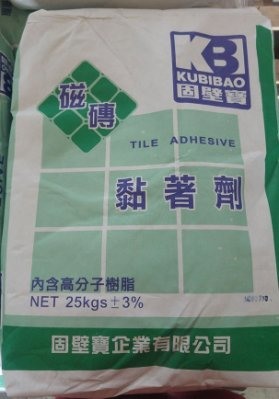 KB
KUBIBAO
固壁寶
磁磚
TILE ADHESIVE
黏著劑
內含高分子樹脂
NET 25kgs±3%
固壁寶企業有限公司